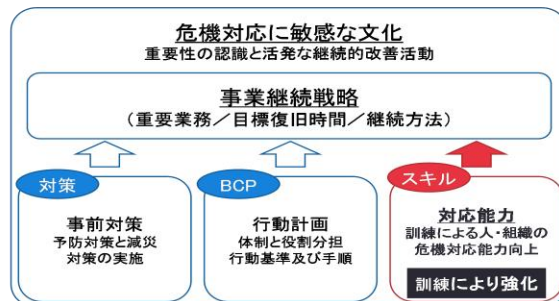 危機対応に敏感な文化
重要性の認識と活発な継続的改善活動
事業継続戦略
(重要業務/目標復旧時間/継続方法)
対策
事前対策
予防対策と減災
対策の実施
BCP
行動計画
体制と役割分担
行動基準及び手順
スキル
対応能力
訓練による人・組織の
危機対応能力向上
訓練により強化